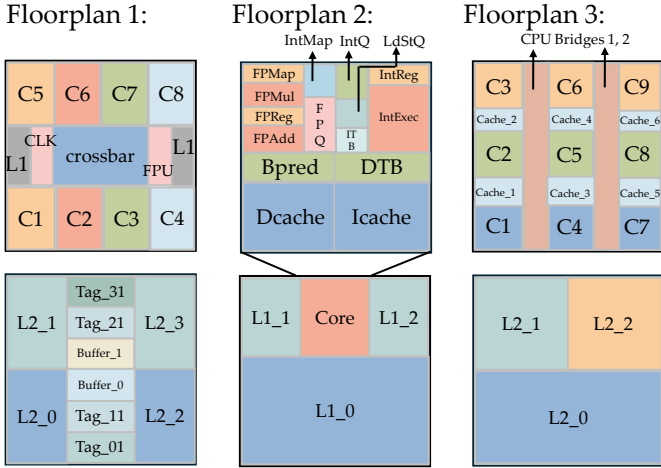 Floorplan 1:
Floorplan 2:
Floorplan 3:
C5 C6 C7 C8
L1 CLK crossbar FPU L1
C1 C2 C3 C4
L2_1 L2_3
Tag_31
Tag_21
Buffer_1
Buffer_0
Tag_11
Tag_01
L2_0 L2_2
IntMap IntQ LdStQ
FPMap
FPMul
FPReg
FPAdd
F
P
Q
IT
B
IntReg
IntExec
Bpred DTB
Dcache Icache
L1_1 Core L1_2
L1_0
CPU Bridges 1, 2
C3 C6 C9
Cache_2 Cache_4 Cache_6
C2 C5 C8
Cache_1 Cache_3 Cache_5
C1 C4 C7
L2_1 L2_2
L2_0